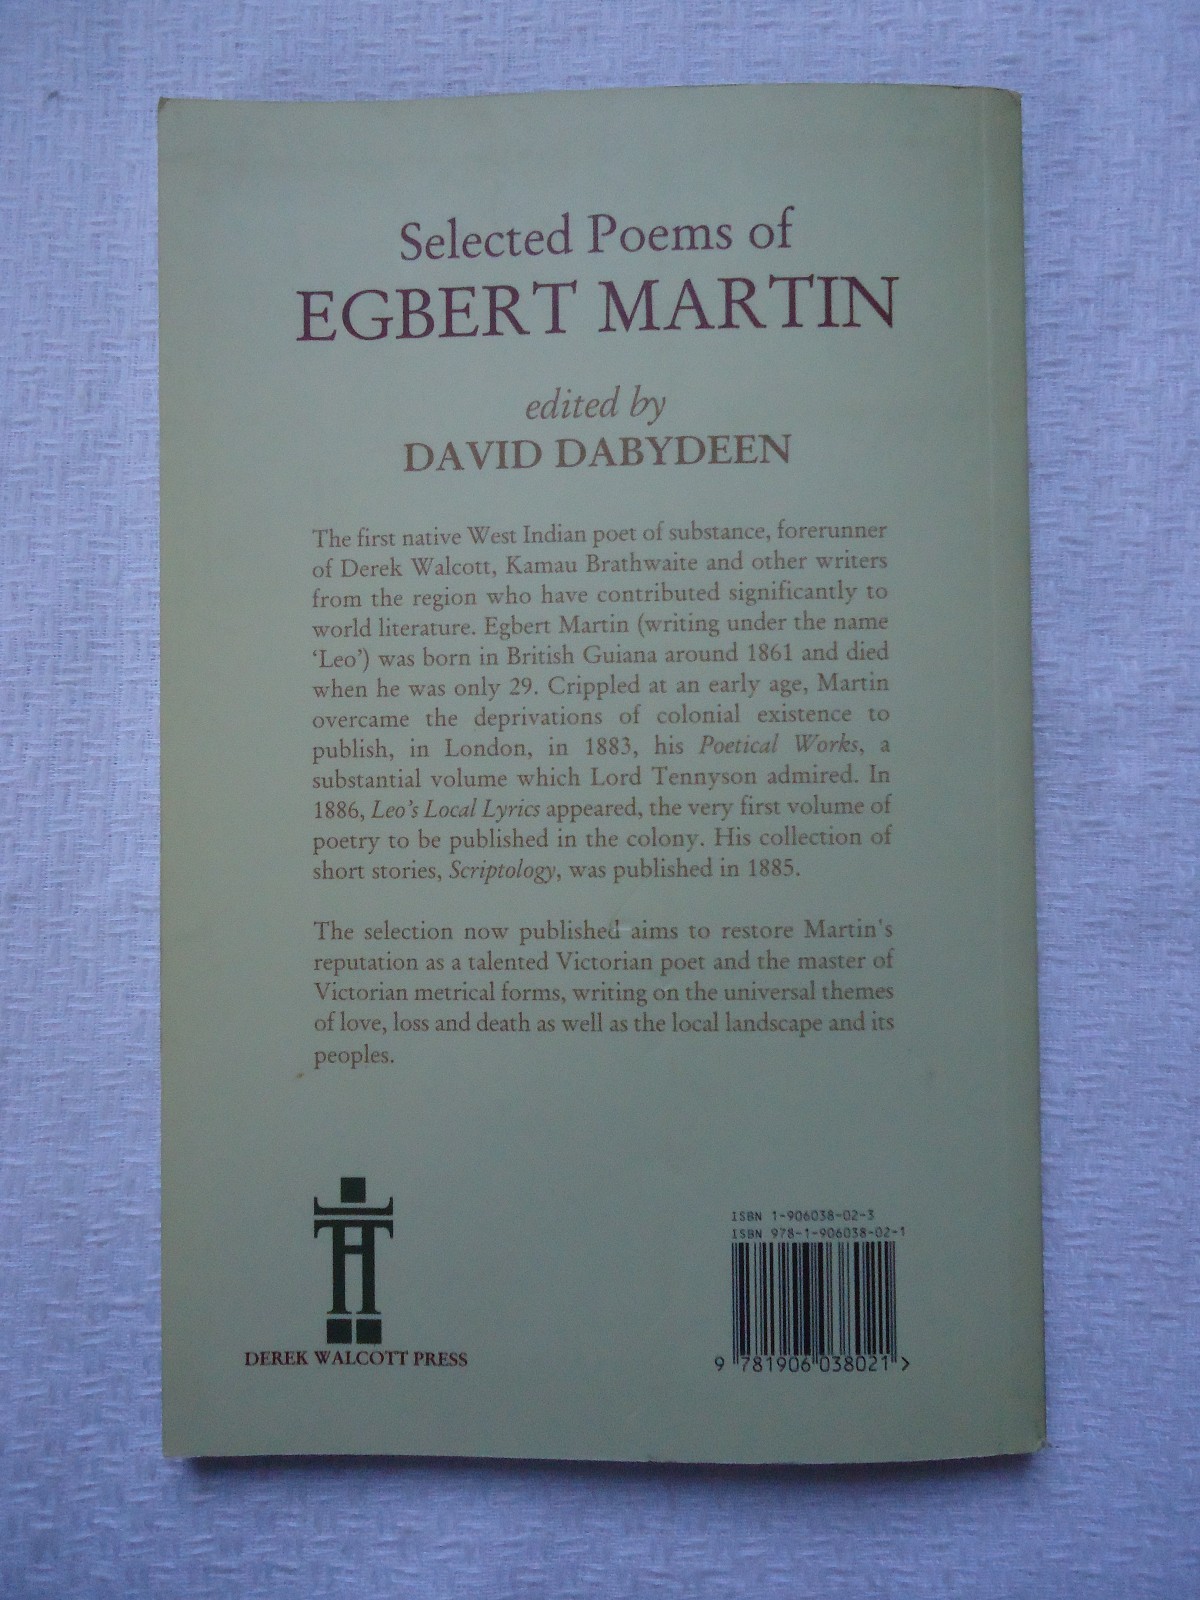 Selected Poems of
EGBERT MARTIN
edited by
DAVID DABYDEEN
The first native West Indian poet of substance, forerunner
of Derek Walcott, Kamau Brathwaite and other writers
from the region who have contributed significantly to
world literature. Egbert Martin (writing under the name
‘Leo’) was born in British Guiana around 1861 and died
when he was only 29. Crippled at an early age, Martin
overcame the deprivations of colonial existence to
publish, in London, in 1883, his Poetical Works, a
substantial volume which Lord Tennyson admired. In
1886, Leo's Local Lyrics appeared, the very first volume of
poetry to be published in the colony. His collection of
short stories, Scriptology, was published in 1885.
The selection now published aims to restore Martin's
reputation as a talented Victorian poet and the master of
Victorian metrical forms, writing on the universal themes
of love, loss and death as well as the local landscape and its
peoples.
DEREK WALCOTT PRESS
ISBN 1-906038-02-3
ISBN 978-1-906038-02-1
9 781906 038021 >